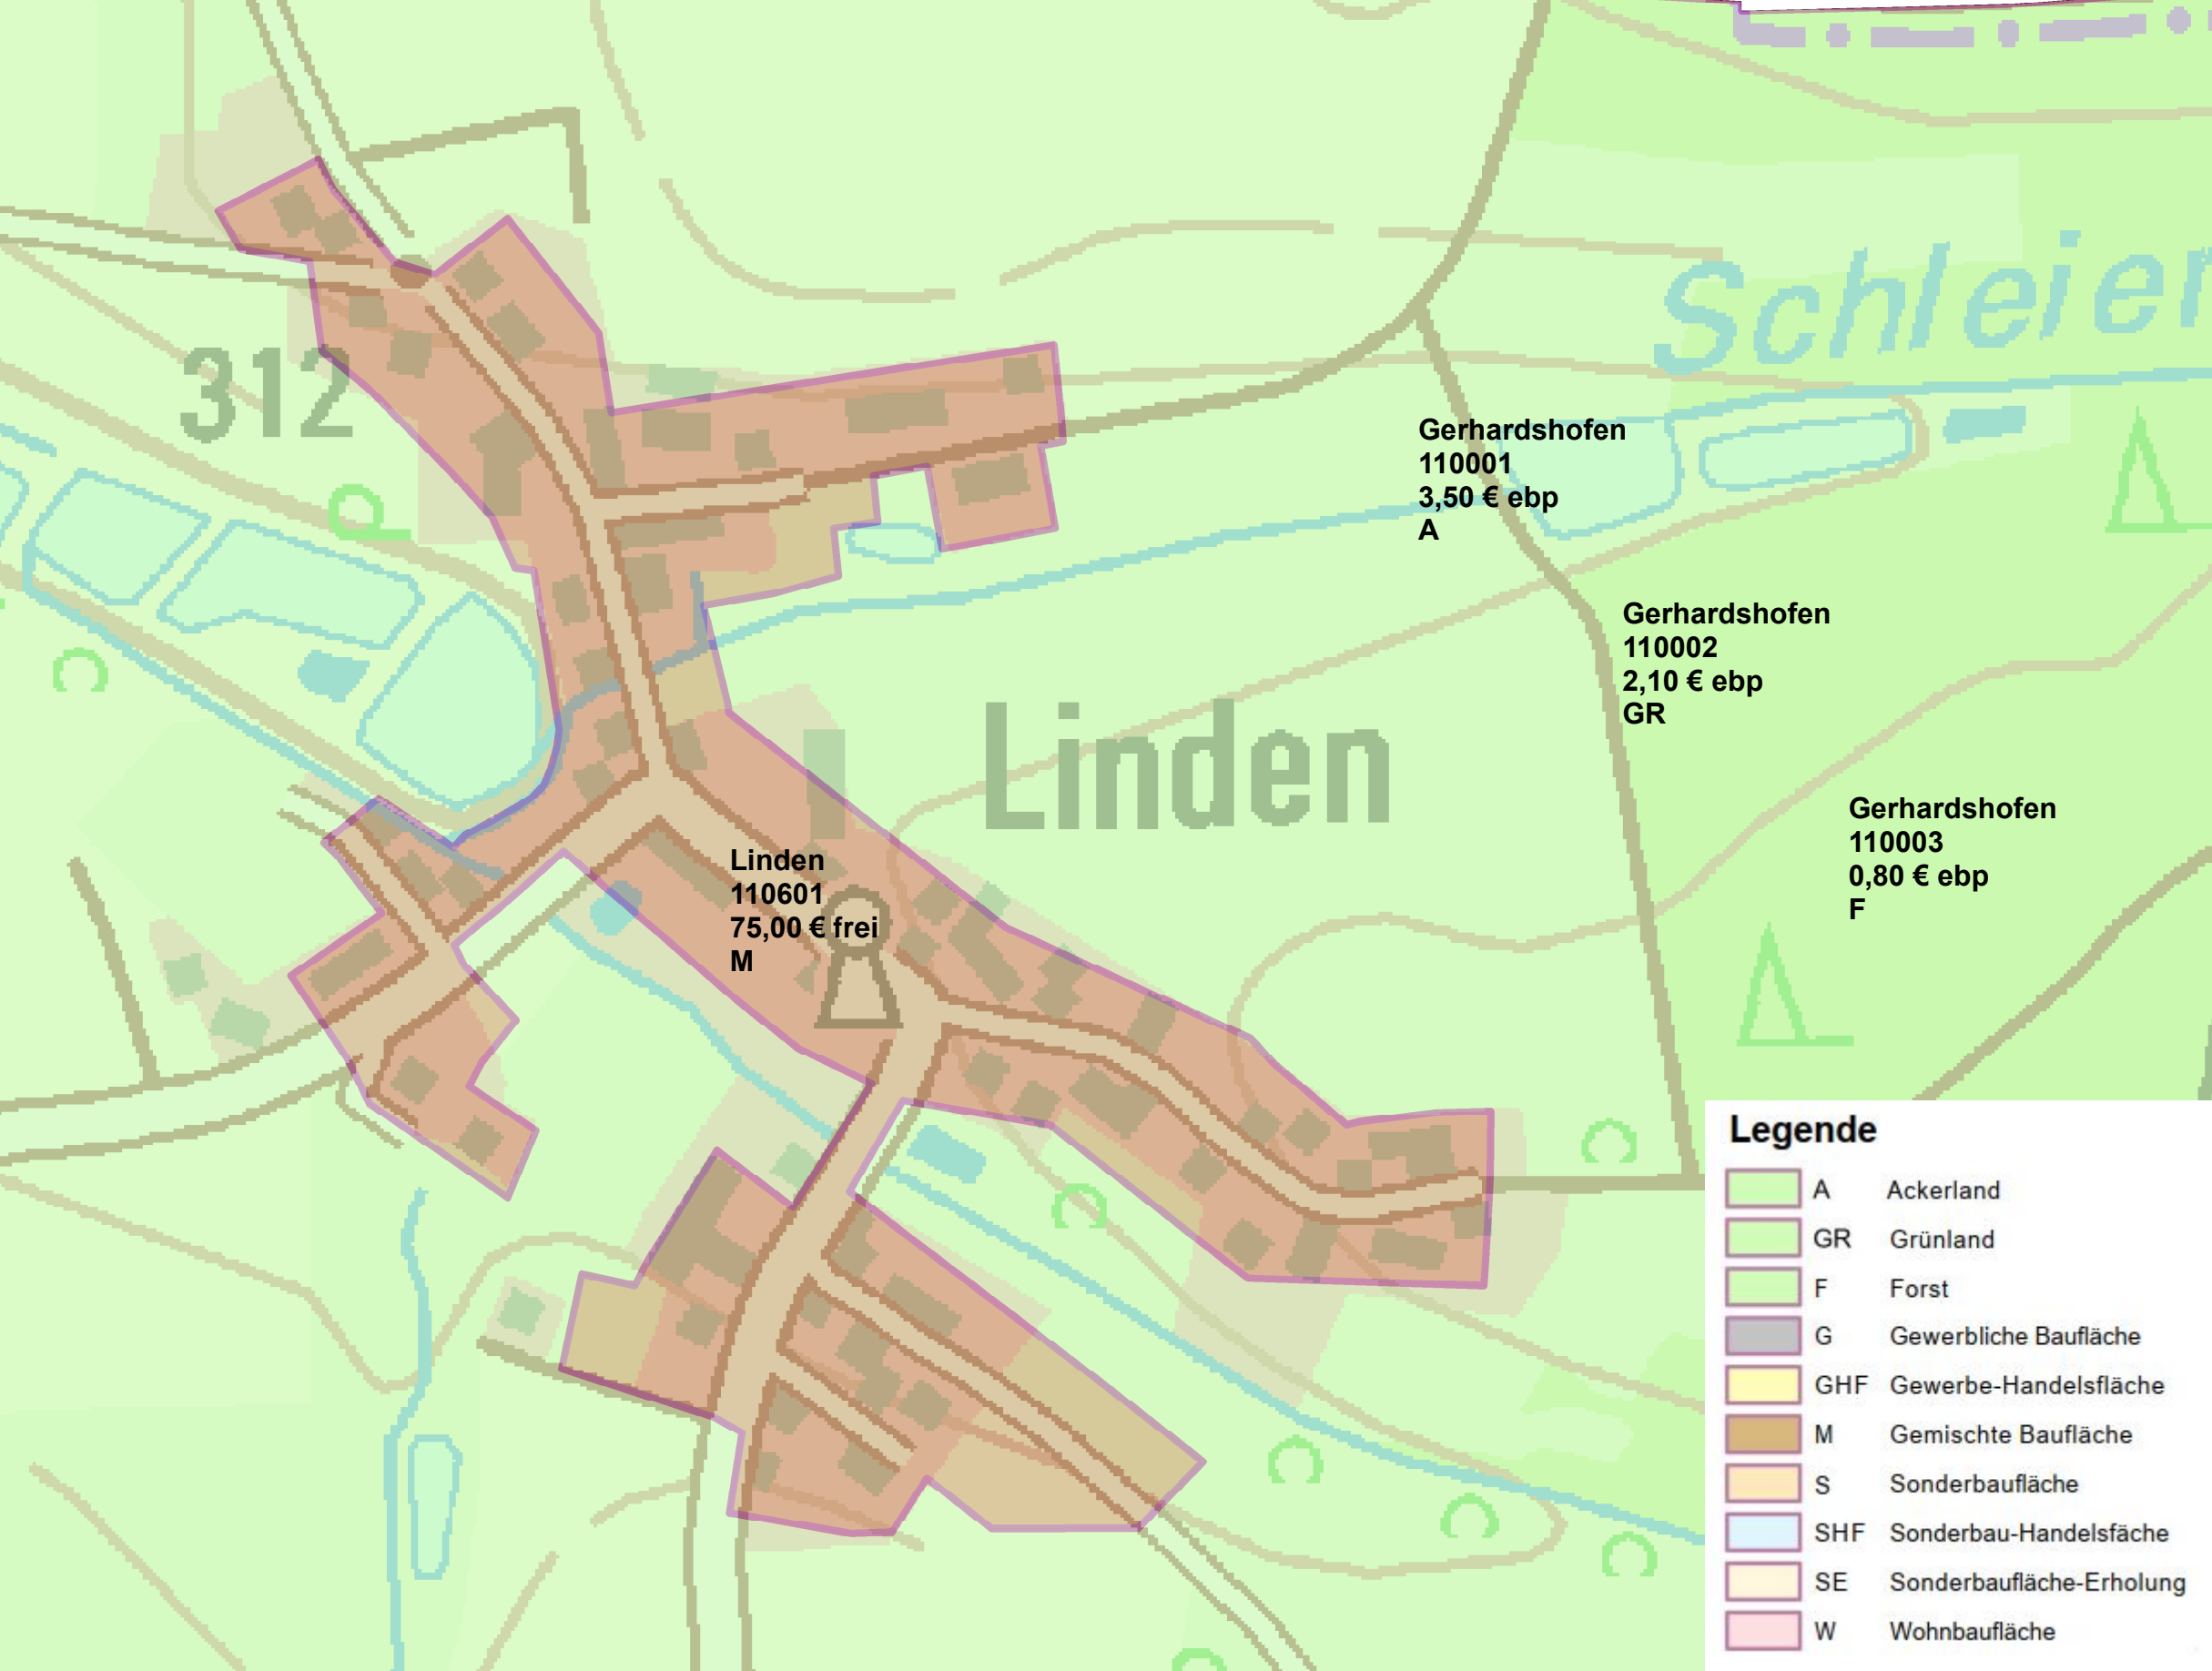 312
Schleier
Gerhardshofen
110001
3,50 € ebp
A
Gerhardshofen
110002
2,10 € ebp
GR
Linden
Gerhardshofen
110003
0,80 € ebp
F
Linden
110601
75,00 € frei
M
Legende
A Ackerland
GR Grünland
F Forst
G Gewerbliche Baufläche
GHF Gewerbe-Handelsfläche
M Gemischte Baufläche
S Sonderbaufläche
SHF Sonderbau-Handelsfäche
SE Sonderbaufläche-Erholung
W Wohnbaufläche